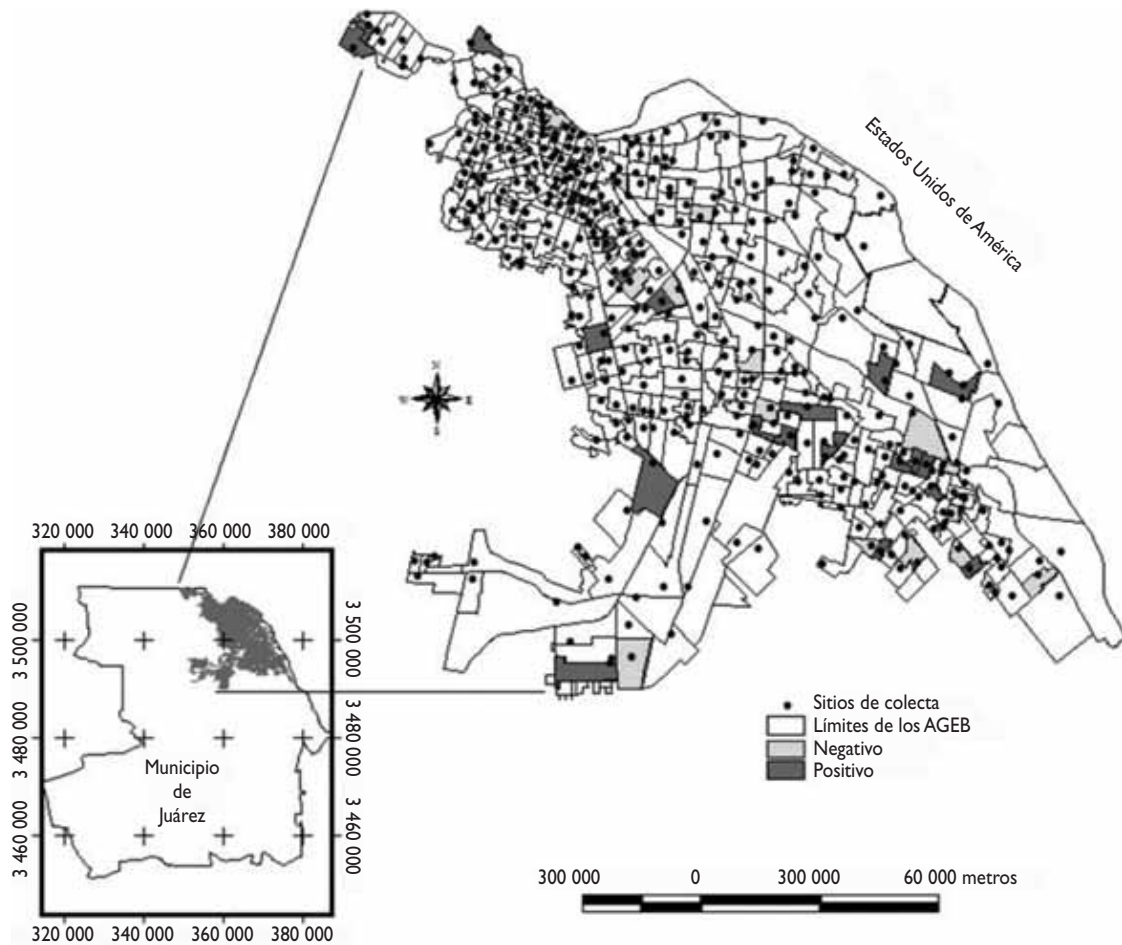 Estados Unidos de América
320 000 340 000 360 000 380 000
3 500 000
3 480 000
3 460 000
3 500 000
3 480 000
3 460 000
Municipio
de
Juárez
320 000 340 000 360 000 380 000
Sitios de colecta
Límites de los AGEB
Negativo
Positivo
300 000 0 300 000 60 000 metros